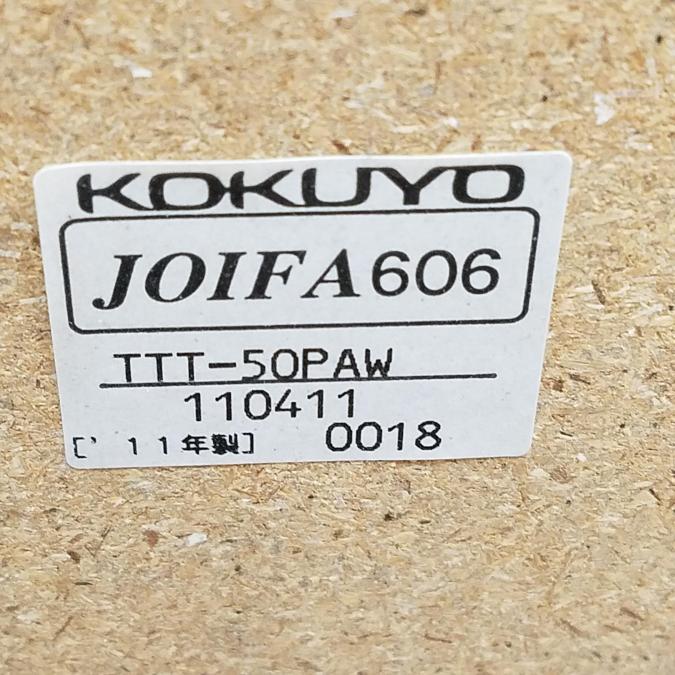 KOKUYO
JOIFA606
TTT-50PAW
110411
[’１１年製] 0018